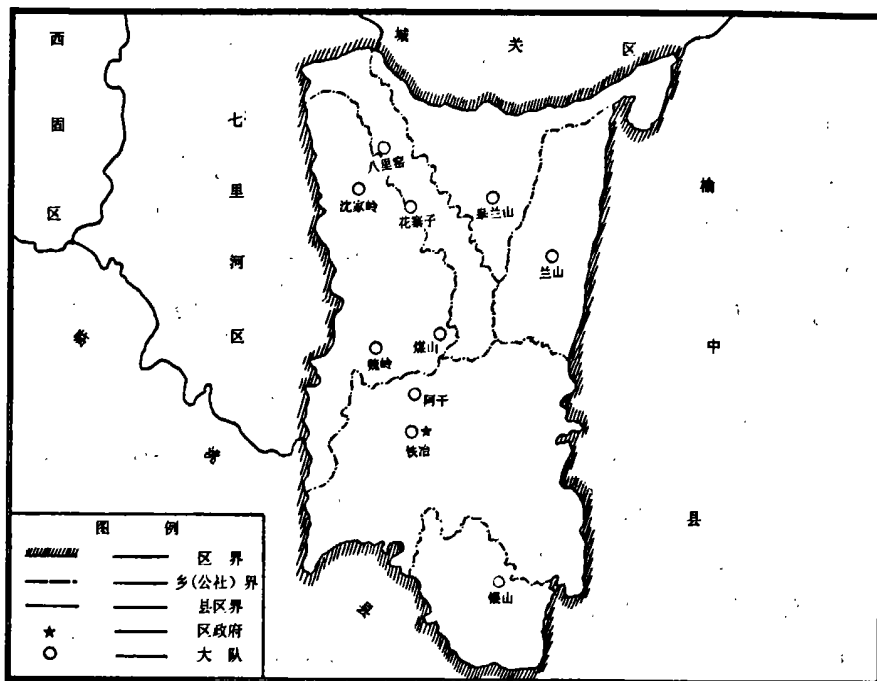 西固区
七里河区
城关区
榆中县
八里窑
沈家岭
花寨子
皋兰山
兰山
魏岭
煤山
阿干
铁冶
银山
图 例
区 界
乡(公社)界
县区界
区政府
大 队